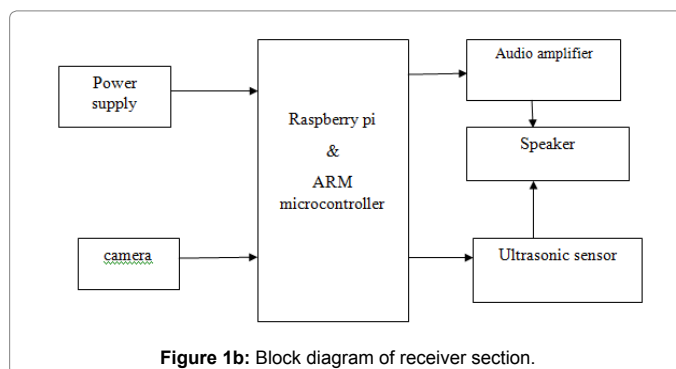 Power
supply
camera
Raspberry pi
&
ARM
microcontroller
Audio amplifier
Speaker
Ultrasonic sensor
Figure 1b: Block diagram of receiver section.